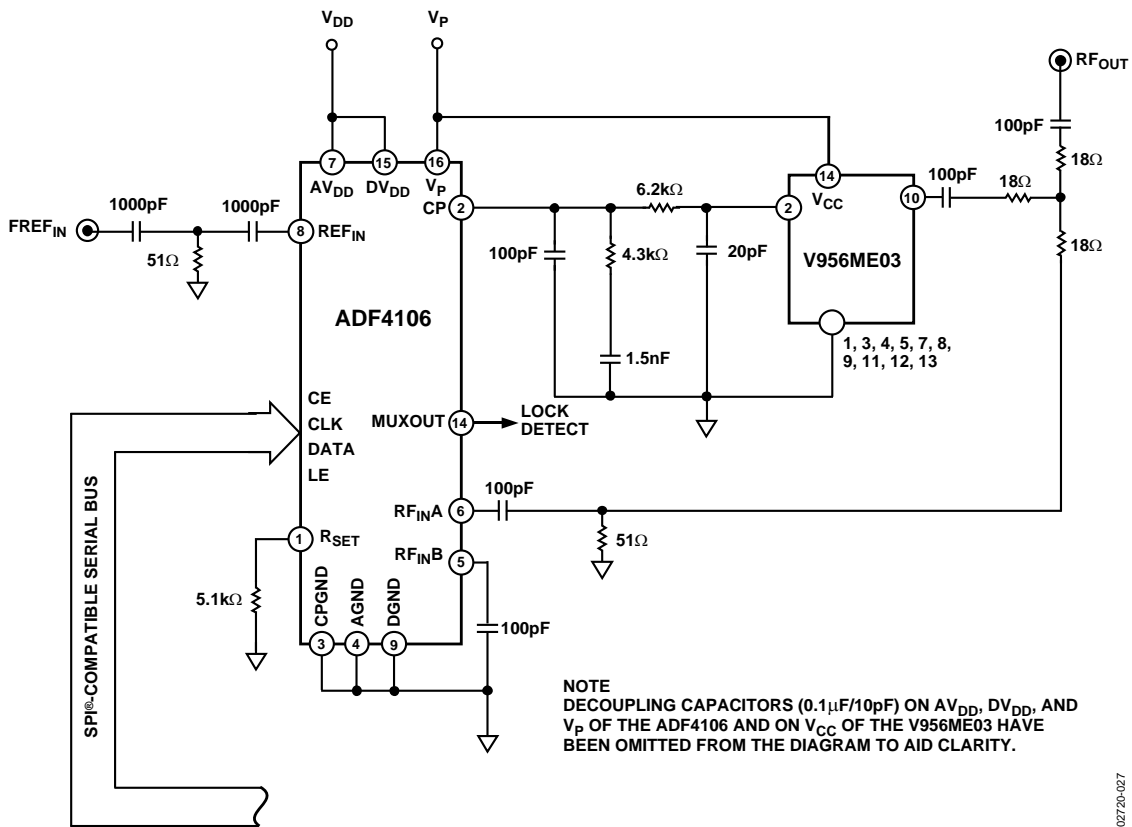 VDD
VP
RFOUT
100pF
18Ω
7
15
16
AVDD
DVDD
VP
CP
2
6.2kΩ
14
VCC
2
10
100pF
18Ω
18Ω
1000pF
1000pF
FREFIN
8
REFIN
51Ω
100pF
4.3kΩ
20pF
V956ME03
ADF4106
1.5nF
1, 3, 4, 5, 7, 8,
9, 11, 12, 13
CE
CLK
DATA
LE
MUXOUT
14
LOCK
DETECT
100pF
RFINA
6
51Ω
1
RSET
RFINB
5
5.1kΩ
CPGND
AGND
DGND
3
4
9
100pF
SPI®-COMPATIBLE SERIAL BUS
NOTE
DECOUPLING CAPACITORS (0.1μF/10pF) ON AVDD, DVDD, AND
VP OF THE ADF4106 AND ON VCC OF THE V956ME03 HAVE
BEEN OMITTED FROM THE DIAGRAM TO AID CLARITY.
02720-027